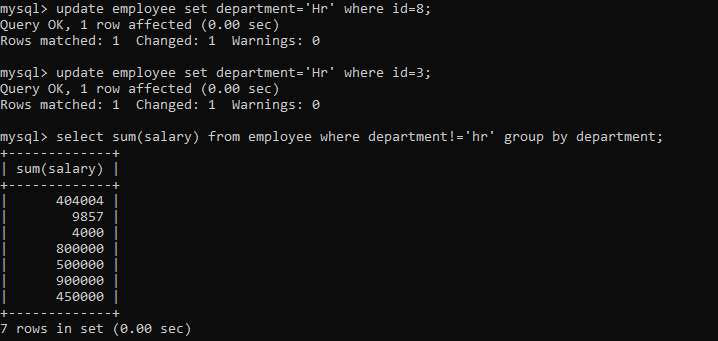 mysql> update employee set department='Hr' where id=8;
Query OK, 1 row affected (0.00 sec)
Rows matched: 1  Changed: 1  Warnings: 0

mysql> update employee set department='Hr' where id=3;
Query OK, 1 row affected (0.00 sec)
Rows matched: 1  Changed: 1  Warnings: 0

mysql> select sum(salary) from employee where department!='hr' group by department;
+-------------+
| sum(salary) |
+-------------+
|      404004 |
|        9857 |
|        4000 |
|      800000 |
|      500000 |
|      900000 |
|      450000 |
+-------------+
7 rows in set (0.00 sec)